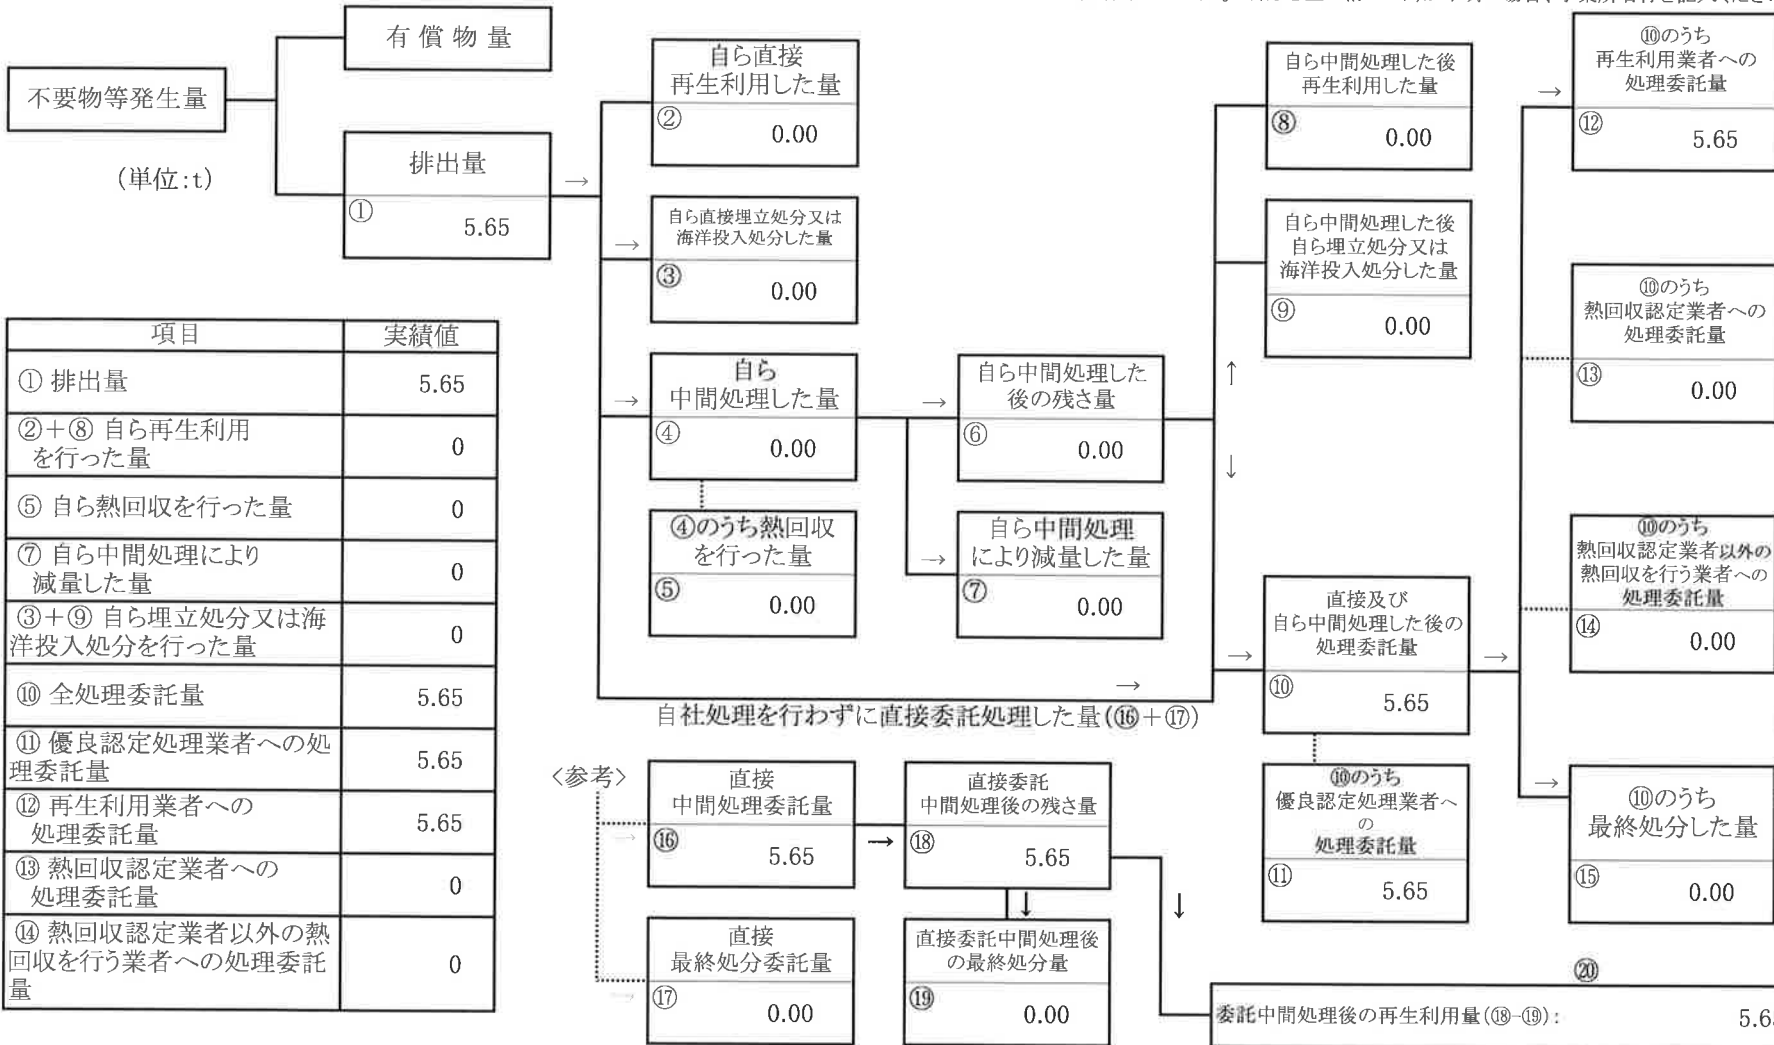 不要物等発生量
(単位:t)
有償物量
排出量
①
5.65
→
自ら直接
再生利用した量
②
0.00
→
自ら直接埋立処分又は
海洋投入処分した量
③
0.00
→
自ら
中間処理した量
④
0.00
④のうち熱回収
を行った量
⑤
0.00
→
自ら中間処理した
後の残さ量
⑥
0.00
→
自ら中間処理
により減量した量
⑦
0.00
↑
↓
自ら中間処理した後
再生利用した量
⑧
0.00
自ら中間処理した後
自ら埋立処分又は
海洋投入処分した量
⑨
0.00
→
自社処理を行わずに直接委託処理した量(⑯+⑰)
→
直接及び
自ら中間処理した後の
処理委託量
⑩
5.65
⑩のうち
優良認定処理業者へ
の
処理委託量
⑪
5.65
→
→
⑩のうち
再生利用業者への
処理委託量
⑫
5.65
⑩のうち
熱回収認定業者への
処理委託量
⑬
0.00
⑩のうち
熱回収認定業者以外の
熱回収を行う業者への
処理委託量
⑭
0.00
→
⑩のうち
最終処分した量
⑮
0.00
項目
実績値
① 排出量
5.65
②+⑧ 自ら再生利用
を行った量
0
⑤ 自ら熱回収を行った量
0
⑦ 自ら中間処理により
減量した量
0
③+⑨ 自ら埋立処分又は海
洋投入処分を行った量
0
⑩ 全処理委託量
5.65
⑪ 優良認定処理業者への処
理委託量
5.65
⑫ 再生利用業者への
処理委託量
5.65
⑬ 熱回収認定業者への
処理委託量
0
⑭ 熱回収認定業者以外の熱
回収を行う業者への処理委託
量
0
〈参考〉
→
直接
中間処理委託量
⑯
5.65
→
直接委託
中間処理後の残さ量
⑱
5.65
→
直接
最終処分委託量
⑰
0.00
↓
直接委託中間処理後
の最終処分量
⑲
0.00
↓
⑳
委託中間処理後の再生利用量(⑱-⑲):